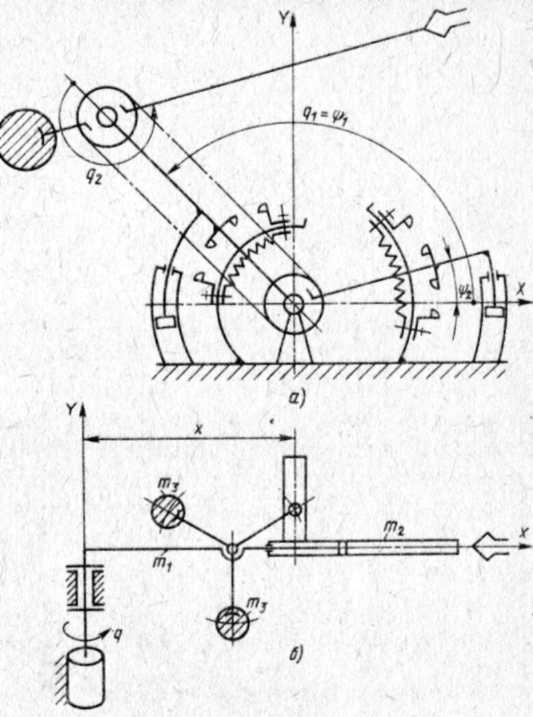 Y
q₁ = ψ₁
q₂
ψ₂
X
а)
Y
x
m₃
m₂
X
m₁
m₃
q
б)